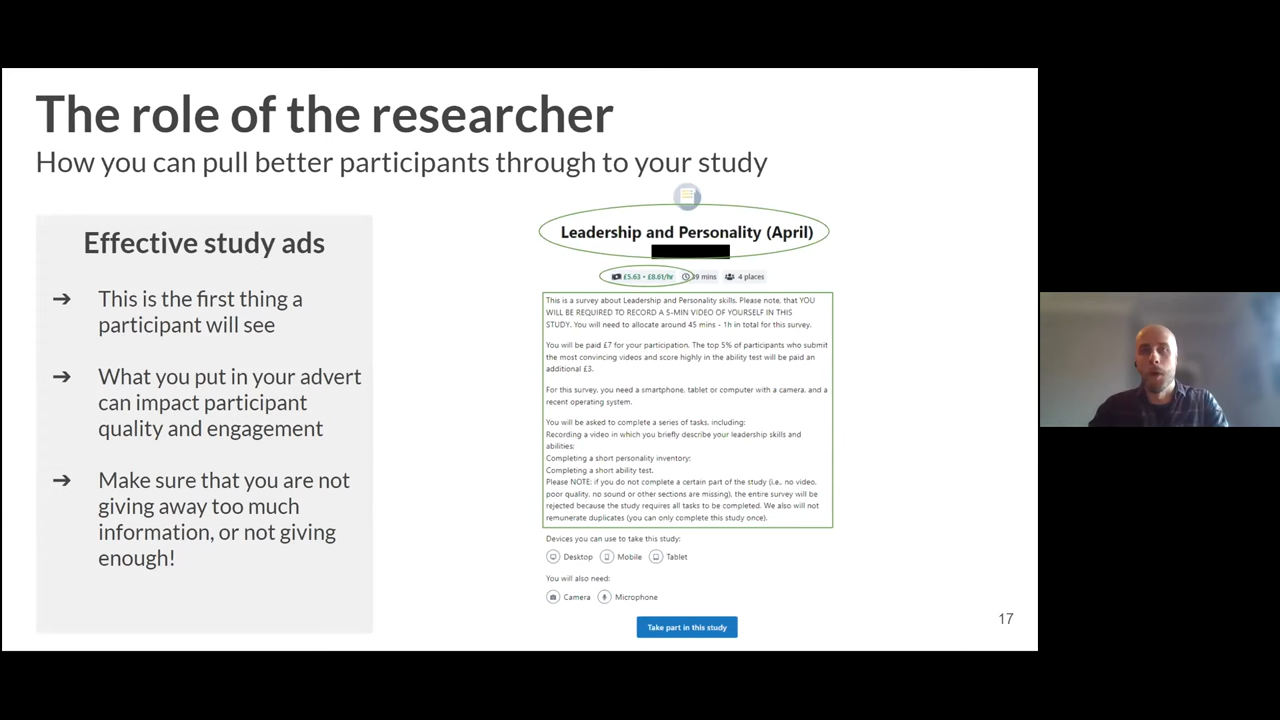 The role of the researcher
How you can pull better participants through to your study
Effective study ads
➔ This is the first thing a
participant will see
➔ What you put in your advert
can impact participant
quality and engagement
➔ Make sure that you are not
giving away too much
information, or not giving
enough!
Leadership and Personality (April)
£5.63 • £8.61/hr 39 mins 4 places
This is a survey about Leadership and Personality skills. Please note, that YOU
WILL BE REQUIRED TO RECORD A 5-MIN VIDEO OF YOURSELF IN THIS
STUDY. You will need to allocate around 45 mins - 1h in total for this survey.
You will be paid £7 for your participation. The top 5% of participants who submit
the most convincing videos and score highly in the ability test will be paid an
additional £3.
For this survey, you need a smartphone, tablet or computer with a camera, and a
recent operating system.
You will be asked to complete a series of tasks, including:
Recording a video in which you briefly describe your leadership skills and
abilities;
Completing a short personality inventory;
Completing a short ability test.
Please NOTE: if you do not complete a certain part of the study (i.e., no video,
poor quality, no sound or other sections are missing), the entire survey will be
rejected because the study requires all tasks to be completed. We also will not
remunerate duplicates (you can only complete this study once).
Devices you can use to take this study:
Desktop Mobile Tablet
You will also need:
Camera Microphone
Take part in this study
17